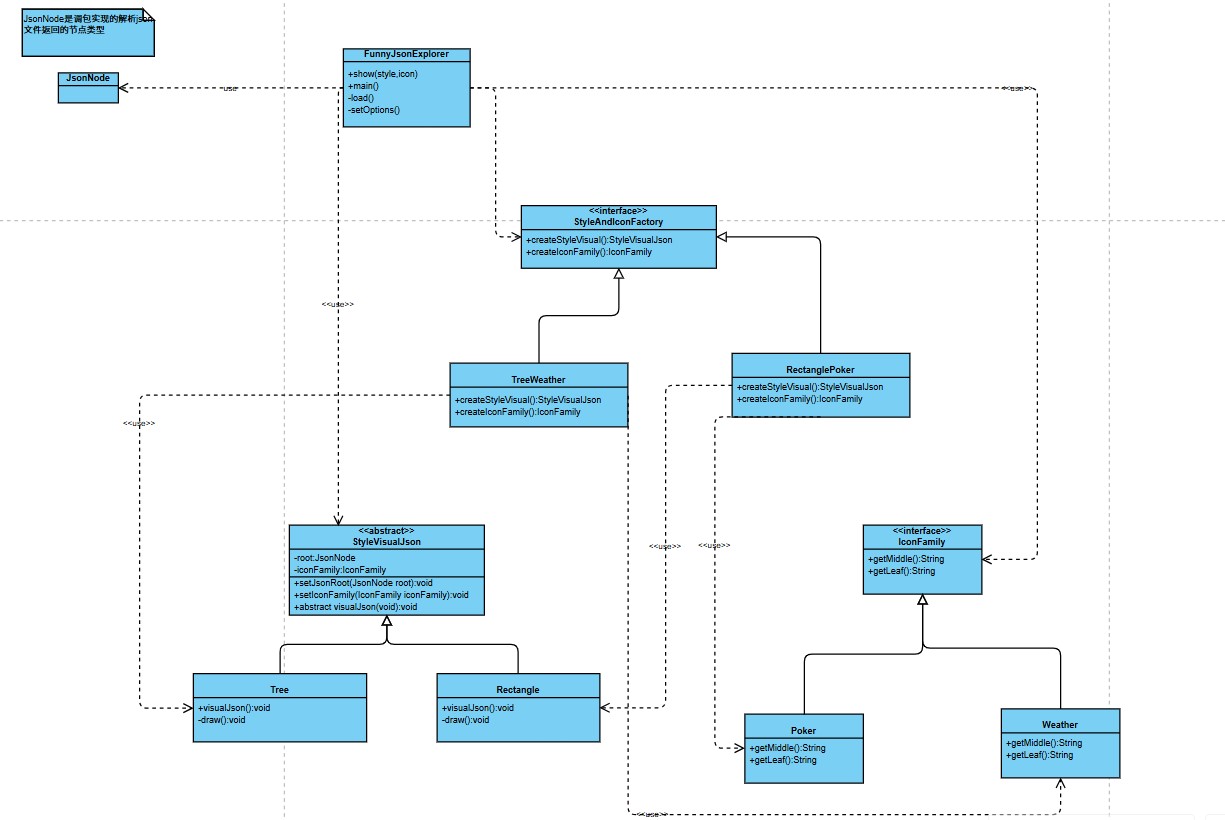 JsonNode是调包实现的解析json
文件返回的节点类型
JsonNode
use
FunnyJsonExplorer
+show(style,icon)
+main()
-load()
-setOptions()
<<use>>
<<interface>>
StyleAndIconFactory
+createStyleVisual():StyleVisualJson
+createIconFamily():IconFamily
<<use>>
TreeWeather
+createStyleVisual():StyleVisualJson
+createIconFamily():IconFamily
RectanglePoker
+createStyleVisual():StyleVisualJson
+createIconFamily():IconFamily
<<use>>
<<abstract>>
StyleVisualJson
-root:JsonNode
-iconFamily:IconFamily
+setJsonRoot(JsonNode root):void
+setIconFamily(IconFamily iconFamily):void
+abstract visualJson(void):void
<<use>>
<<use>>
<<interface>>
IconFamily
+getMiddle():String
+getLeaf():String
Tree
+visualJson():void
-draw():void
Rectangle
+visualJson():void
-draw():void
Poker
+getMiddle():String
+getLeaf():String
Weather
+getMiddle():String
+getLeaf():String
<<use>>